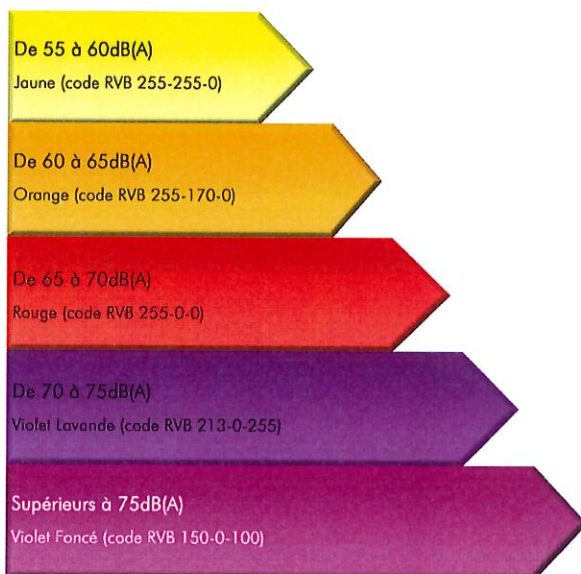 De 55 à 60dB(A)
Jaune (code RVB 255-255-0)
De 60 à 65dB(A)
Orange (code RVB 255-170-0)
De 65 à 70dB(A)
Rouge (code RVB 255-0-0)
De 70 à 75dB(A)
Violet Lavande (code RVB 213-0-255)
Supérieurs à 75dB(A)
Violet Foncé (code RVB 150-0-100)